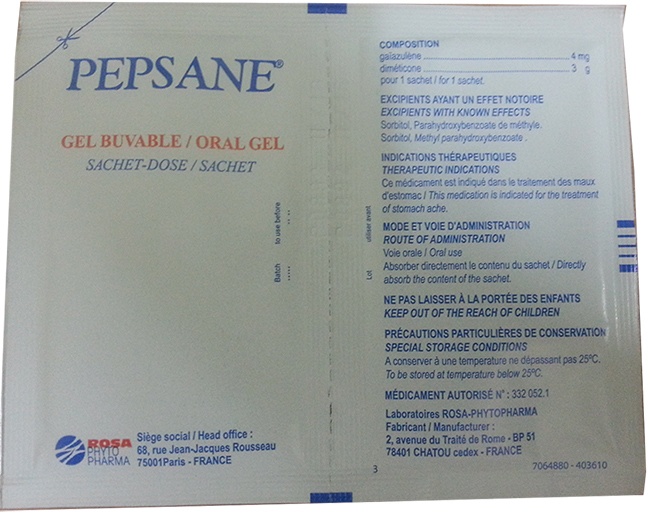 PEPSANE®
GEL BUVABLE / ORAL GEL
SACHET-DOSE / SACHET
Batch
to use before
Lot
utiliser avant
ROSA
PHYTO
PHARMA
Siège social / Head office :
68, rue Jean-Jacques Rousseau
75001Paris - FRANCE
COMPOSITION
gaïazulène 4 mg
diméticone 3 g
pour 1 sachet / for 1 sachet.
EXCIPIENTS AYANT UN EFFET NOTOIRE
EXCIPIENTS WITH KNOWN EFFECTS
Sorbitol, Parahydroxybenzoate de méthyle.
Sorbitol, Methyl parahydroxybenzoate .
INDICATIONS THÉRAPEUTIQUES
THERAPEUTIC INDICATIONS
Ce médicament est indiqué dans le traitement des maux
d'estomac / This medication is indicated for the treatment
of stomach ache.
MODE ET VOIE D'ADMINISTRATION
ROUTE OF ADMINISTRATION
Voie orale / Oral use
Absorber directement le contenu du sachet / Directly
absorb the content of the sachet.
NE PAS LAISSER À LA PORTÉE DES ENFANTS
KEEP OUT OF THE REACH OF CHILDREN
PRÉCAUTIONS PARTICULIÈRES DE CONSERVATION
SPECIAL STORAGE CONDITIONS
A conserver à une temperature ne dépassant pas 25ºC.
To be stored at temperature below 25ºC.
MÉDICAMENT AUTORISÉ N° : 332 052.1
Laboratoires ROSA-PHYTOPHARMA
Fabricant / Manufacturer :
2, avenue du Traité de Rome - BP 51
78401 CHATOU cedex - FRANCE
3
7064880 - 403610